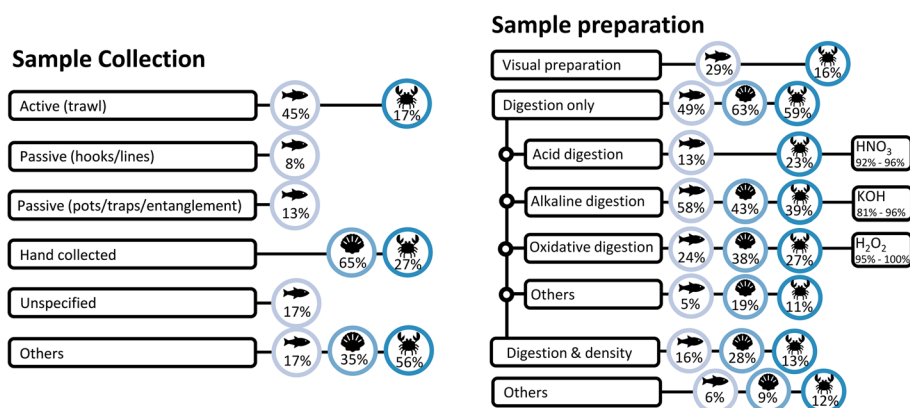 Sample Collection
Active (trawl)
45%
17%
Passive (hooks/lines)
8%
Passive (pots/traps/entanglement)
13%
Hand collected
65%
27%
Unspecified
17%
Others
17%
35%
56%
Sample preparation
Visual preparation
29%
16%
Digestion only
49%
63%
59%
Acid digestion
13%
23%
HNO₃
92% - 96%
Alkaline digestion
58%
43%
39%
KOH
81% - 96%
Oxidative digestion
24%
38%
27%
H₂O₂
95% - 100%
Others
5%
19%
11%
Digestion & density
16%
28%
13%
Others
6%
9%
12%